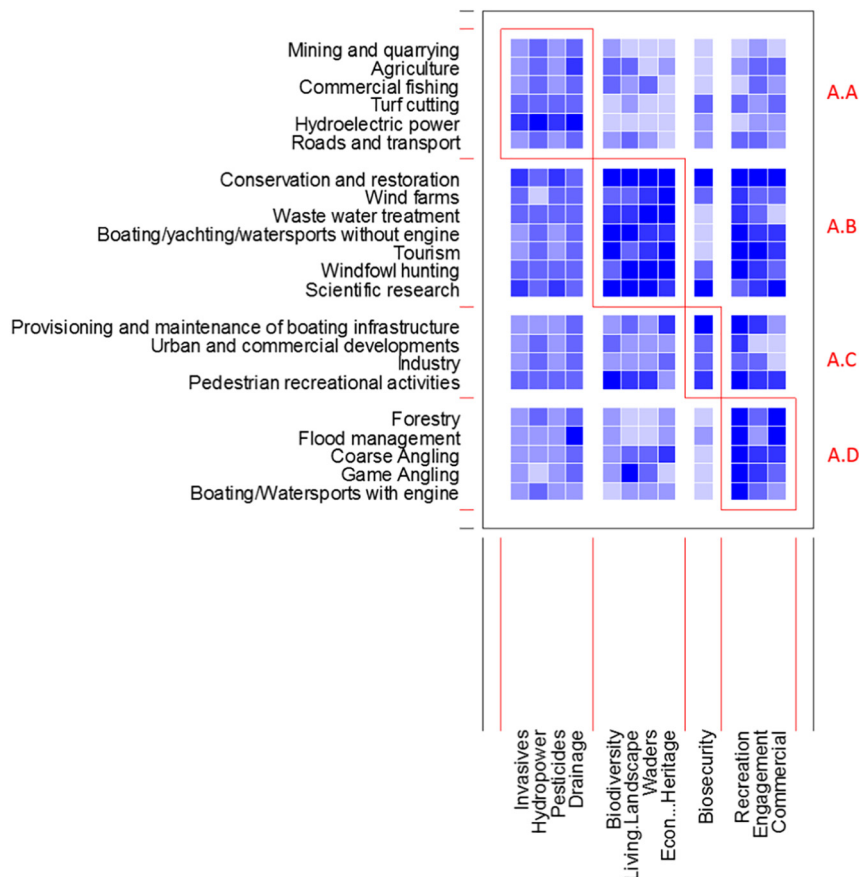 Mining and quarrying
Agriculture
Commercial fishing
Turf cutting
Hydroelectric power
Roads and transport
A.A
Conservation and restoration
Wind farms
Waste water treatment
Boating/yachting/watersports without engine
Tourism
Windfowl hunting
Scientific research
A.B
Provisioning and maintenance of boating infrastructure
Urban and commercial developments
Industry
Pedestrian recreational activities
A.C
Forestry
Flood management
Coarse Angling
Game Angling
Boating/Watersports with engine
A.D
Invasives
Hydropower
Pesticides
Drainage
Biodiversity
Living.Landscape
Waders
Econ...Heritage
Biosecurity
Recreation
Engagement
Commercial